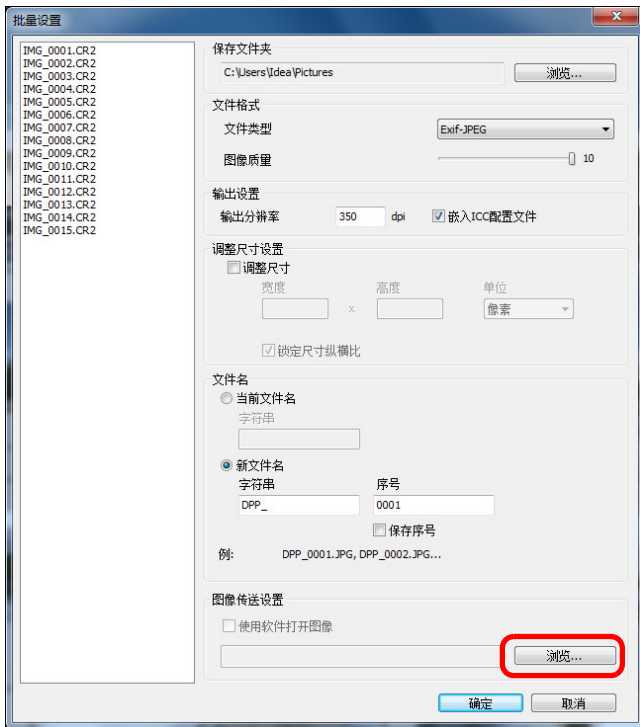 批量设置
IMG_0001.CR2
IMG_0002.CR2
IMG_0003.CR2
IMG_0004.CR2
IMG_0005.CR2
IMG_0006.CR2
IMG_0007.CR2
IMG_0008.CR2
IMG_0009.CR2
IMG_0010.CR2
IMG_0011.CR2
IMG_0012.CR2
IMG_0013.CR2
IMG_0014.CR2
IMG_0015.CR2
保存文件夹
C:\Users\Idea\Pictures 浏览...
文件格式
文件类型 Exif-JPEG
图像质量 10
输出设置
输出分辨率 350 dpi 嵌入ICC配置文件
调整尺寸设置
调整尺寸
宽度 高度 单位
x 像素
锁定尺寸纵横比
文件名
当前文件名
字符串
新文件名
字符串 序号
DPP_ 0001
保存序号
例: DPP_0001.JPG, DPP_0002.JPG...
图像传送设置
使用软件打开图像
浏览...
确定 取消